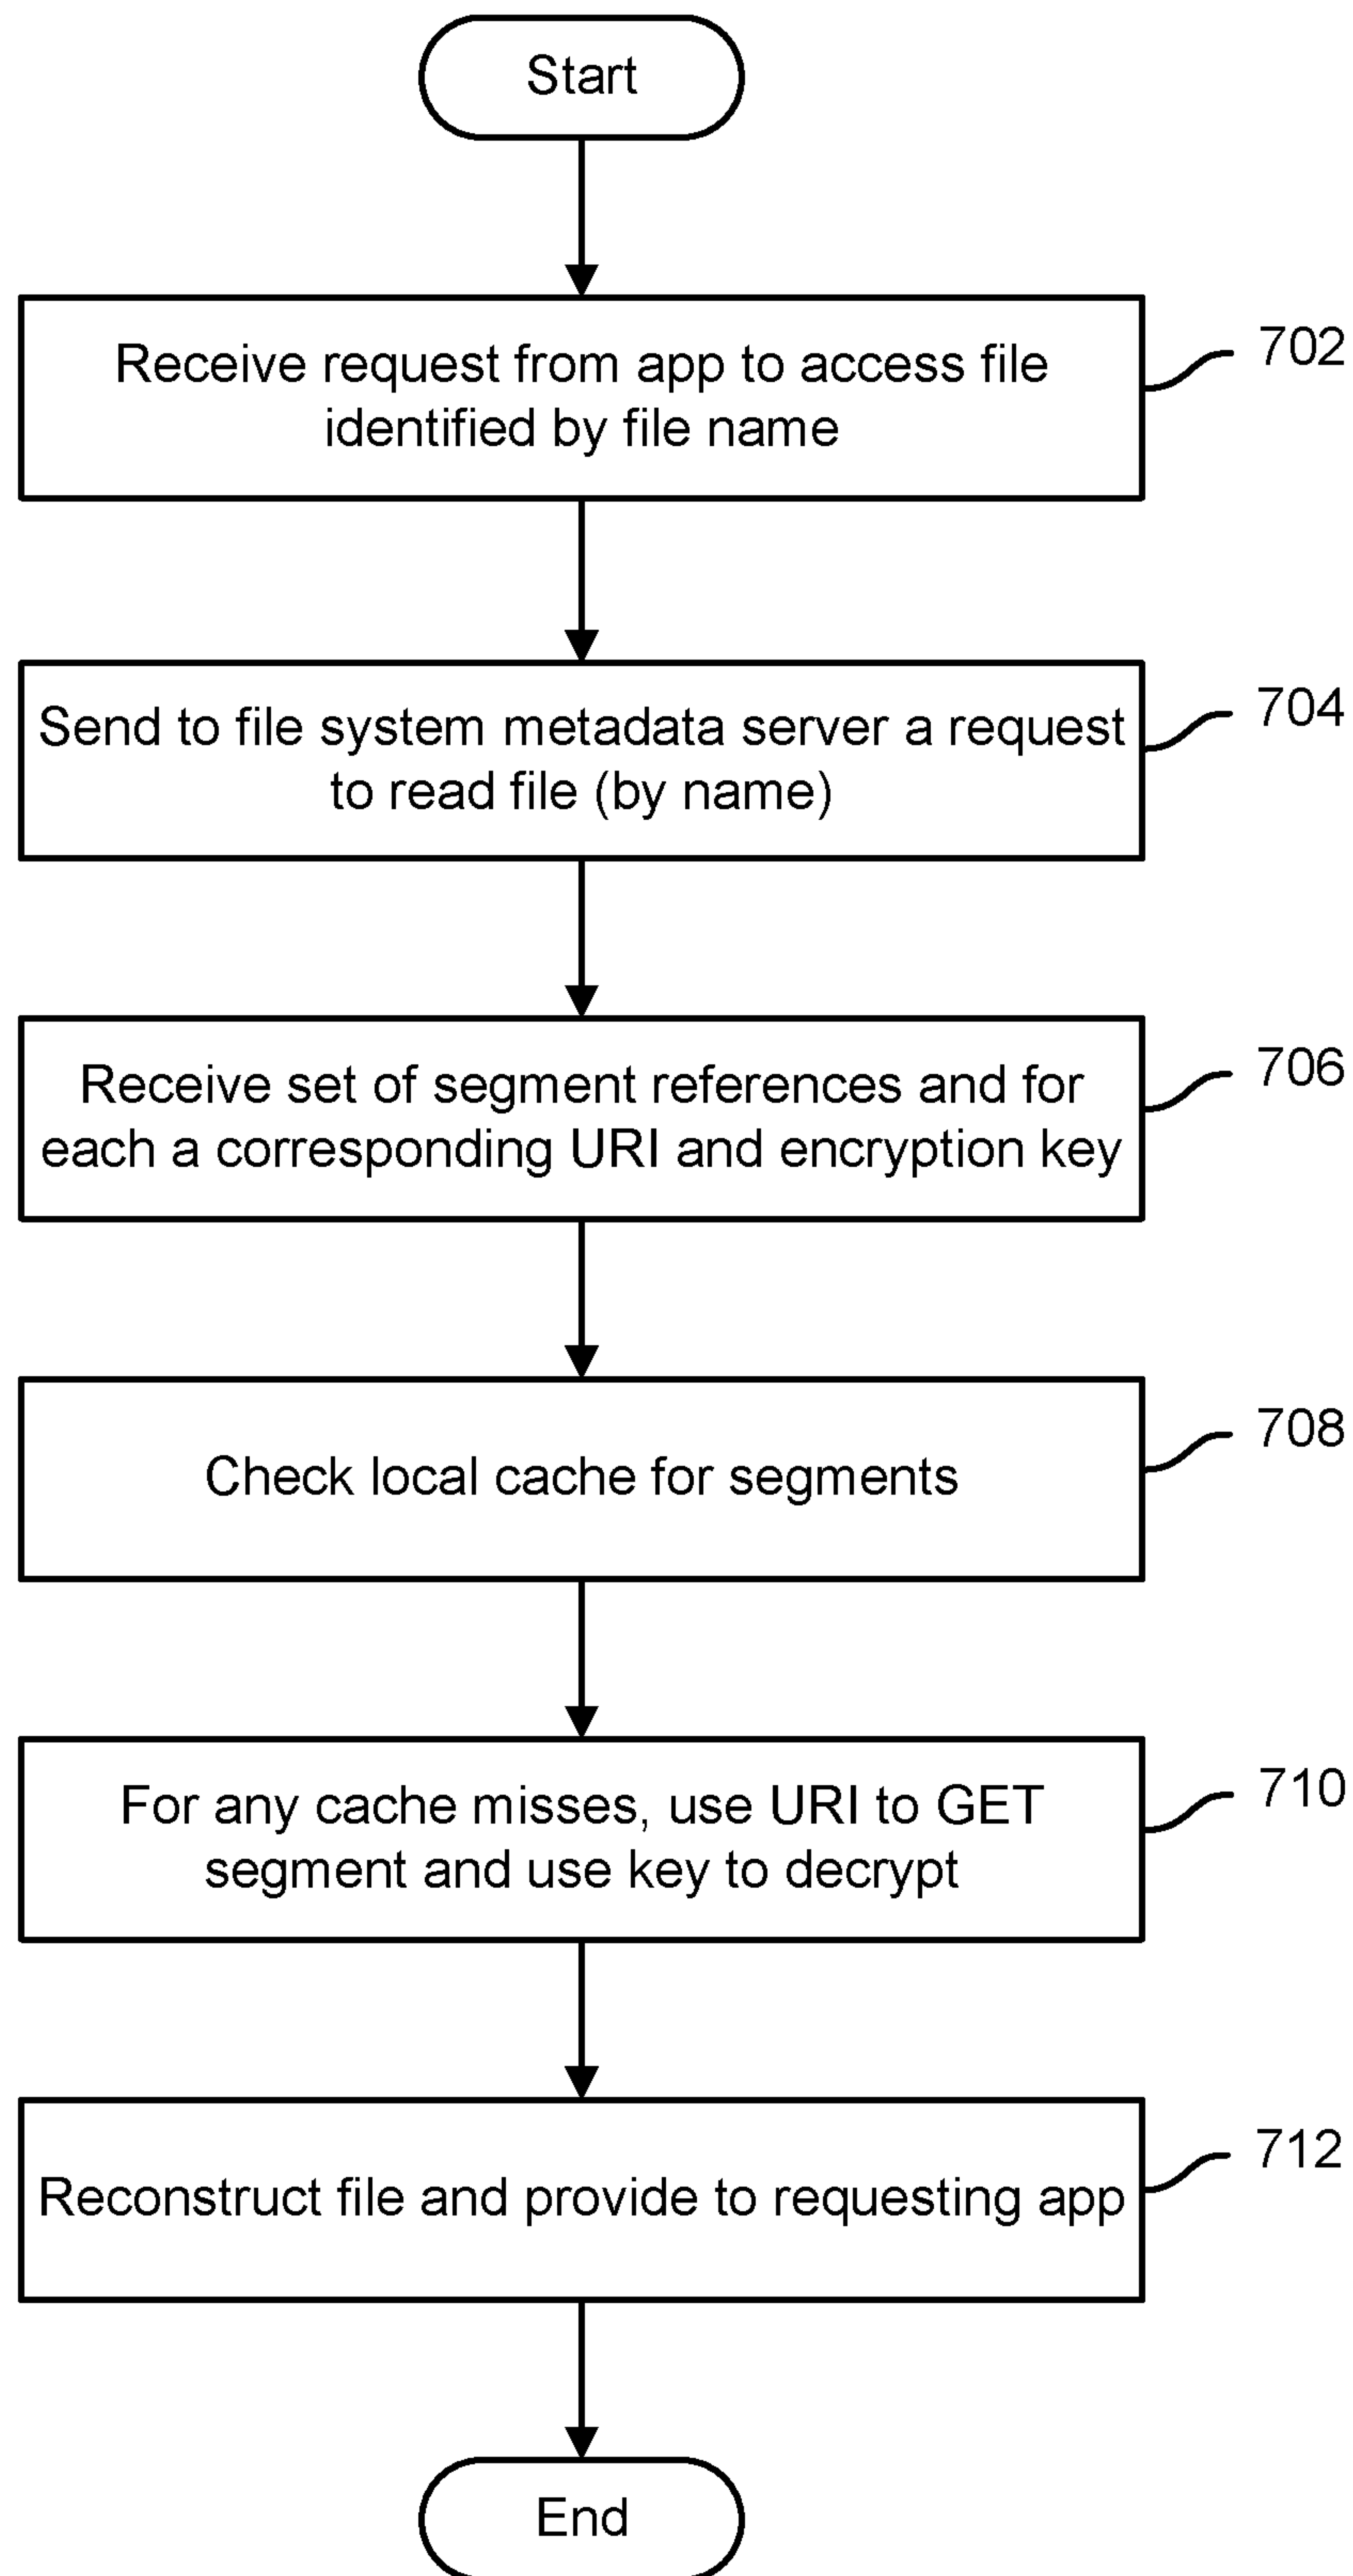 Start
Receive request from app to access file
identified by file name
702
Send to file system metadata server a request
to read file (by name)
704
Receive set of segment references and for
each a corresponding URI and encryption key
706
Check local cache for segments
708
For any cache misses, use URI to GET
segment and use key to decrypt
710
Reconstruct file and provide to requesting app
712
End